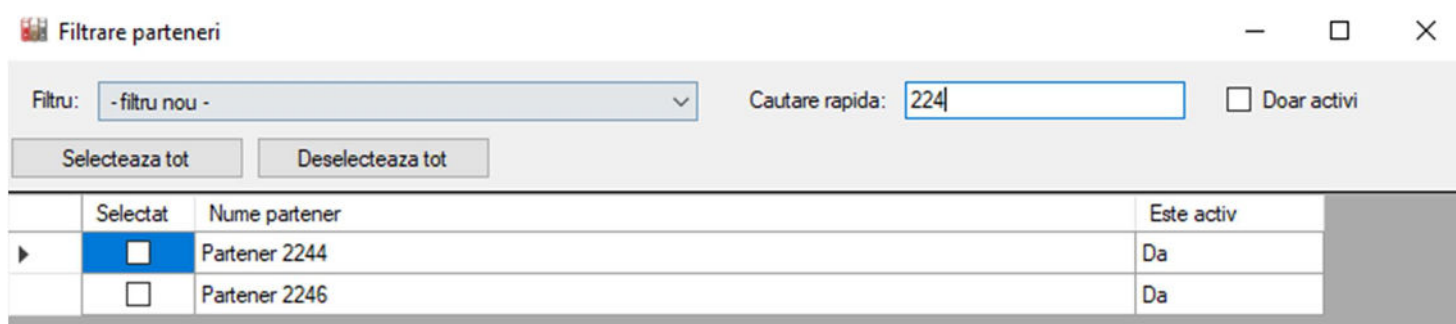 Filtrare parteneri
Filtru: -filtru nou - Cautare rapida: 224 Doar activi
Selecteaza tot Deselecteaza tot
Selectat Nume partener Este activ
Partener 2244 Da
Partener 2246 Da